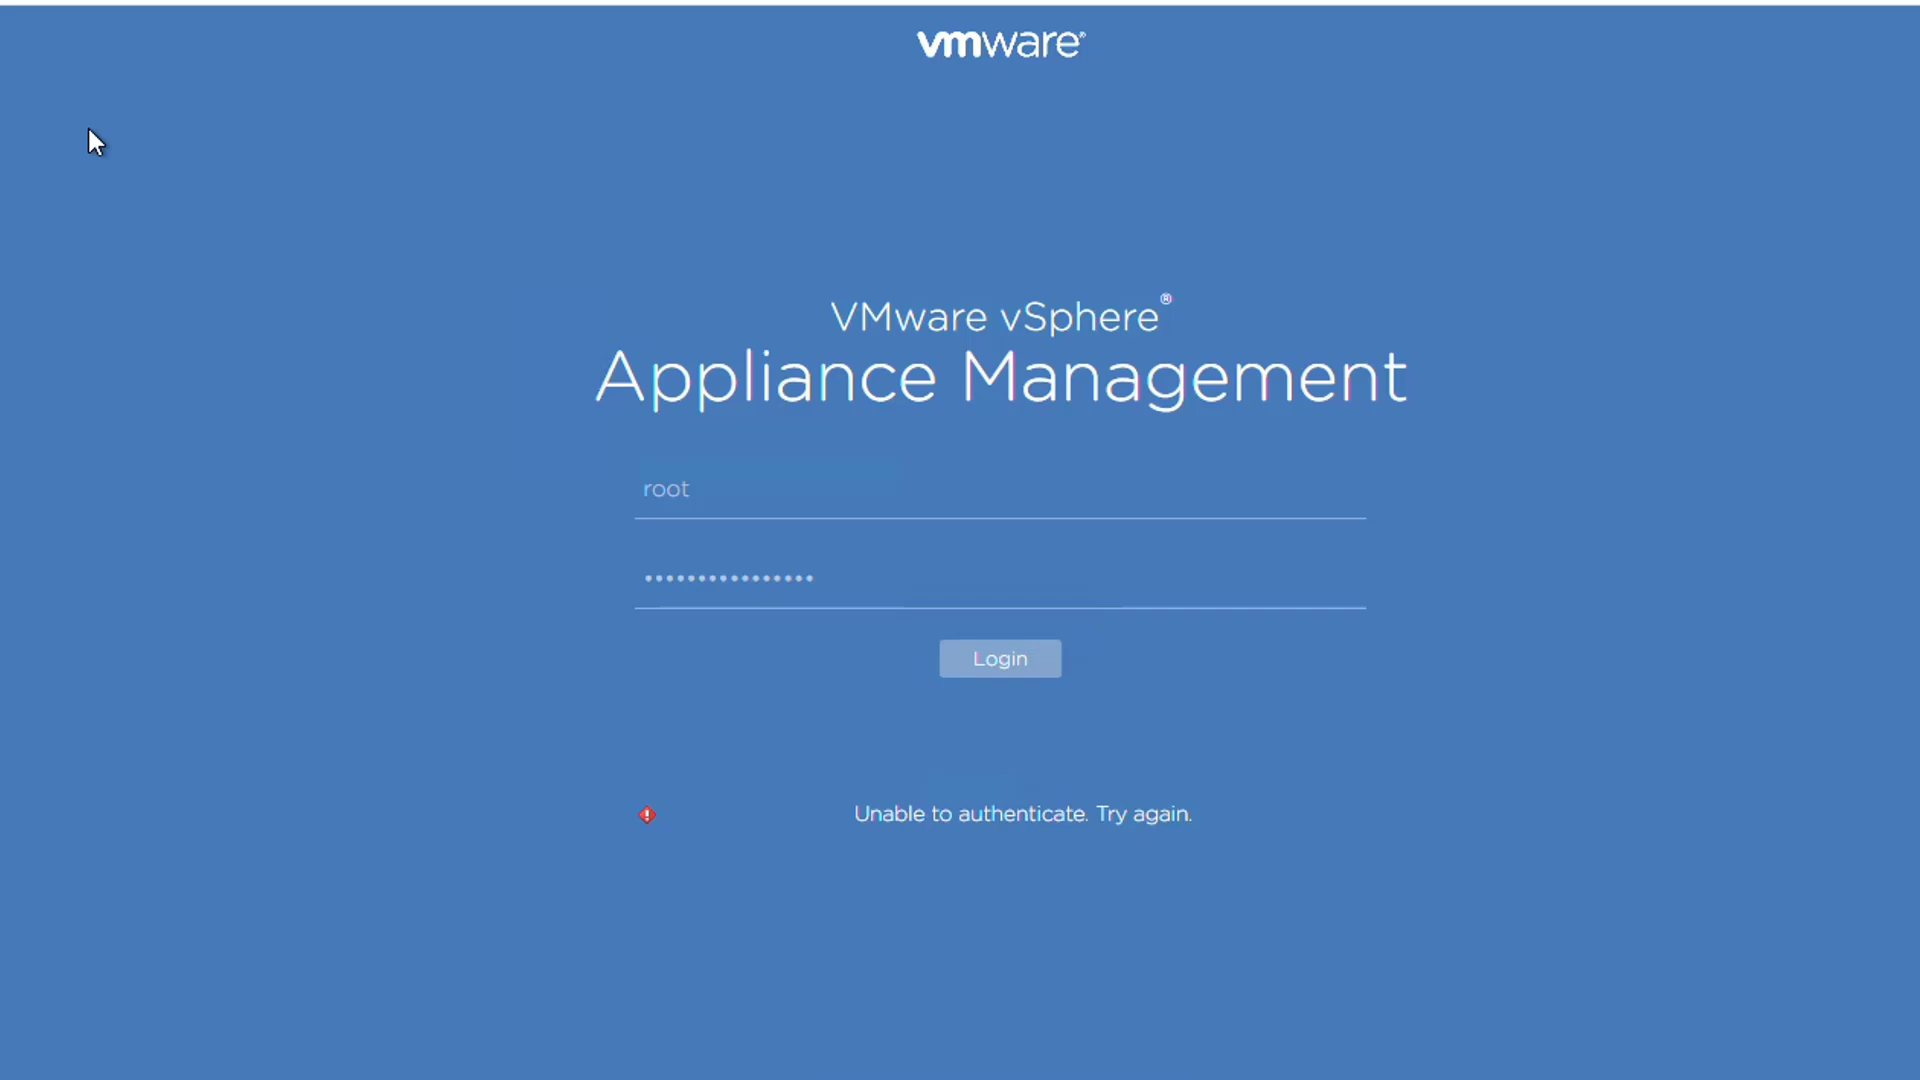 vmware®
VMware vSphere®
Appliance Management
root
••••••••••••••••
Login
Unable to authenticate. Try again.